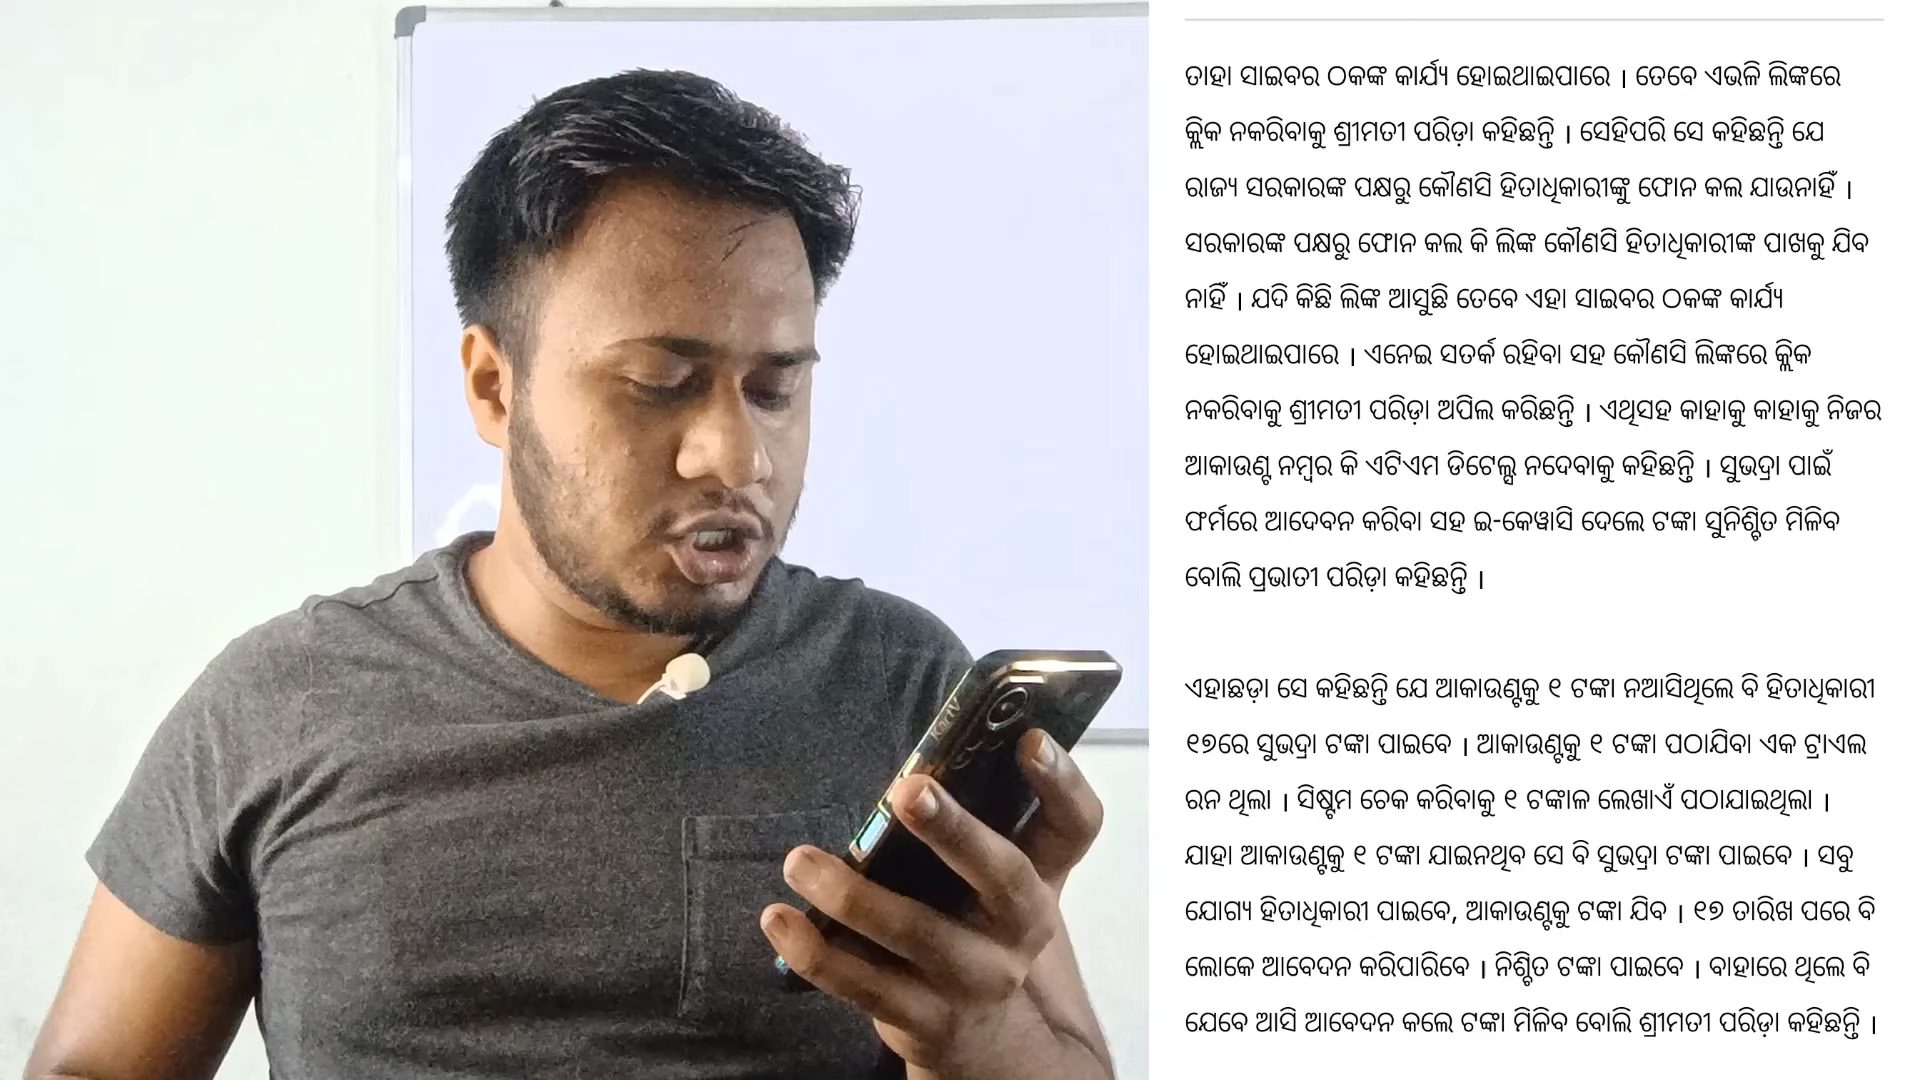 ତାହା ସାଇବର ଠକଙ୍କ କାର୍ଯ୍ୟ ହୋଇଥାଇପାରେ । ତେବେ ଏଭଳି ଲିଙ୍କରେ
କ୍ଲିକ ନକରିବାକୁ ଶ୍ରୀମତୀ ପରିଡ଼ା କହିଛନ୍ତି । ସେହିପରି ସେ କହିଛନ୍ତି ଯେ
ରାଜ୍ୟ ସରକାରଙ୍କ ପକ୍ଷରୁ କୌଣସି ହିତାଧିକାରୀଙ୍କୁ ଫୋନ କଲ ଯାଉନାହିଁ ।
ସରକାରଙ୍କ ପକ୍ଷରୁ ଫୋନ କଲ କି ଲିଙ୍କ କୌଣସି ହିତାଧିକାରୀଙ୍କ ପାଖକୁ ଯିବ
ନାହିଁ । ଯଦି କିଛି ଲିଙ୍କ ଆସୁଛି ତେବେ ଏହା ସାଇବର ଠକଙ୍କ କାର୍ଯ୍ୟ
ହୋଇଥାଇପାରେ । ଏନେଇ ସତର୍କ ରହିବା ସହ କୌଣସି ଲିଙ୍କରେ କ୍ଲିକ
ନକରିବାକୁ ଶ୍ରୀମତୀ ପରିଡ଼ା ଅପିଲ କରିଛନ୍ତି । ଏଥିସହ କାହାକୁ କାହାକୁ ନିଜର
ଆକାଉଣ୍ଟ ନମ୍ବର କି ଏଟିଏମ ଡିଟେଲ୍ସ ନଦେବାକୁ କହିଛନ୍ତି । ସୁଭଦ୍ରା ପାଇଁ
ଫର୍ମରେ ଆଦେବନ କରିବା ସହ ଇ-କେୱାସି ଦେଲେ ଟଙ୍କା ସୁନିଶ୍ଚିତ ମିଳିବ
ବୋଲି ପ୍ରଭାତୀ ପରିଡ଼ା କହିଛନ୍ତି ।
ଏହାଛଡ଼ା ସେ କହିଛନ୍ତି ଯେ ଆକାଉଣ୍ଟକୁ ୧ ଟଙ୍କା ନଆସିଥିଲେ ବି ହିତାଧିକାରୀ
୧୭ରେ ସୁଭଦ୍ରା ଟଙ୍କା ପାଇବେ । ଆକାଉଣ୍ଟକୁ ୧ ଟଙ୍କା ପଠାଯିବା ଏକ ଟ୍ରାଏଲ
ରନ ଥିଲା । ସିଷ୍ଟମ ଚେକ କରିବାକୁ ୧ ଟଙ୍କାଳ ଲେଖାଏଁ ପଠାଯାଇଥିଲା ।
ଯାହା ଆକାଉଣ୍ଟକୁ ୧ ଟଙ୍କା ଯାଇନଥିବ ସେ ବି ସୁଭଦ୍ରା ଟଙ୍କା ପାଇବେ । ସବୁ
ଯୋଗ୍ୟ ହିତାଧିକାରୀ ପାଇବେ, ଆକାଉଣ୍ଟକୁ ଟଙ୍କା ଯିବ । ୧୭ ତାରିଖ ପରେ ବି
ଲୋକେ ଆବେଦନ କରିପାରିବେ । ନିଶ୍ଚିତ ଟଙ୍କା ପାଇବେ । ବାହାରେ ଥିଲେ ବି
ଯେବେ ଆସି ଆବେଦନ କଲେ ଟଙ୍କା ମିଳିବ ବୋଲି ଶ୍ରୀମତୀ ପରିଡ଼ା କହିଛନ୍ତି ।